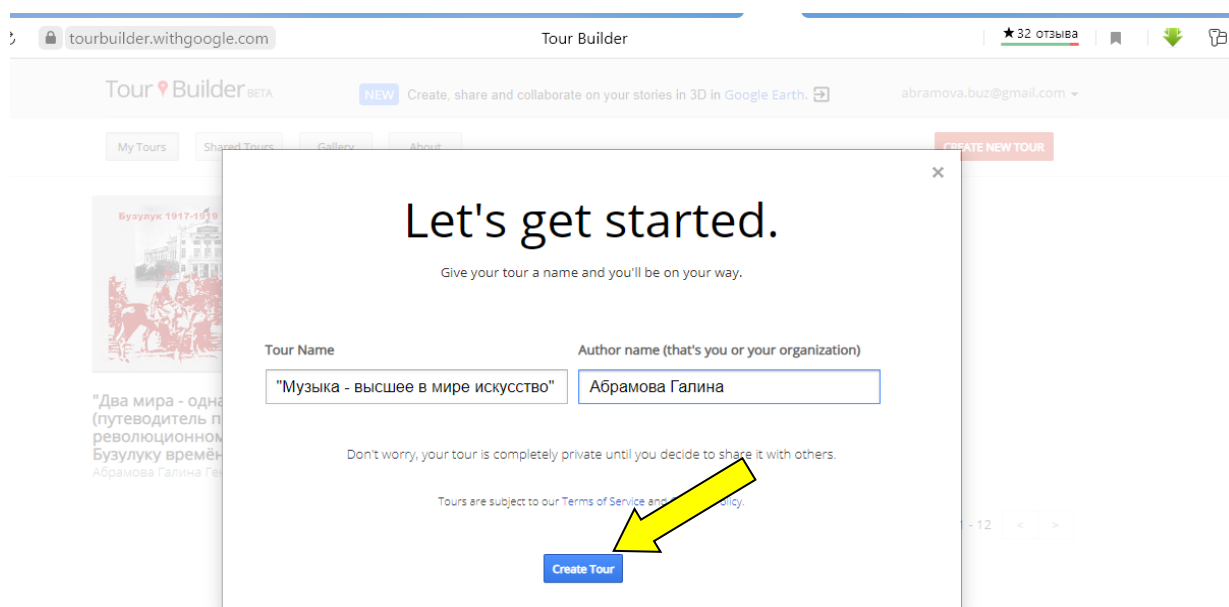 tourbuilder.withgoogle.com Tour Builder ★32 отзыва
Tour Builder BETA NEW Create, share and collaborate on your stories in 3D in Google Earth. abramova.buz@gmail.com
My Tours Shared Tours Gallery About CREATE NEW TOUR
×
Бузулук 1917-1919
Let's get started.
Give your tour a name and you'll be on your way.
Tour Name Author name (that's you or your organization)
"Музыка - высшее в мире искусство" Абрамова Галина
"Два мира - одна
(путеводитель п
революционном
Бузулуку времён
Абрамова Галина Ген
Don't worry, your tour is completely private until you decide to share it with others.
Tours are subject to our Terms of Service and
- 12 < >
Create Tour